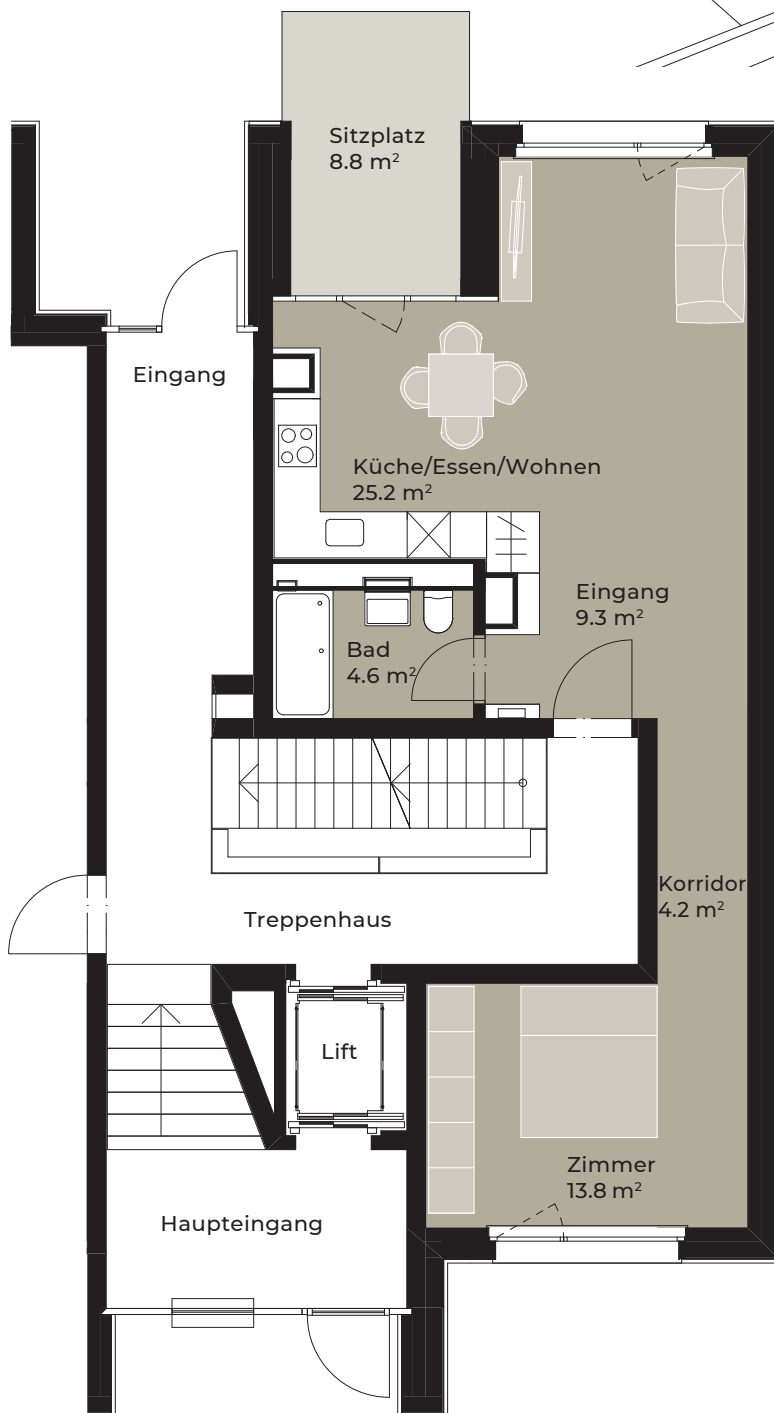 Sitzplatz
8.8 m²
Eingang
Küche/Essen/Wohnen
25.2 m²
Eingang
9.3 m²
Bad
4.6 m²
Korridor
4.2 m²
Treppenhaus
Lift
Zimmer
13.8 m²
Haupteingang